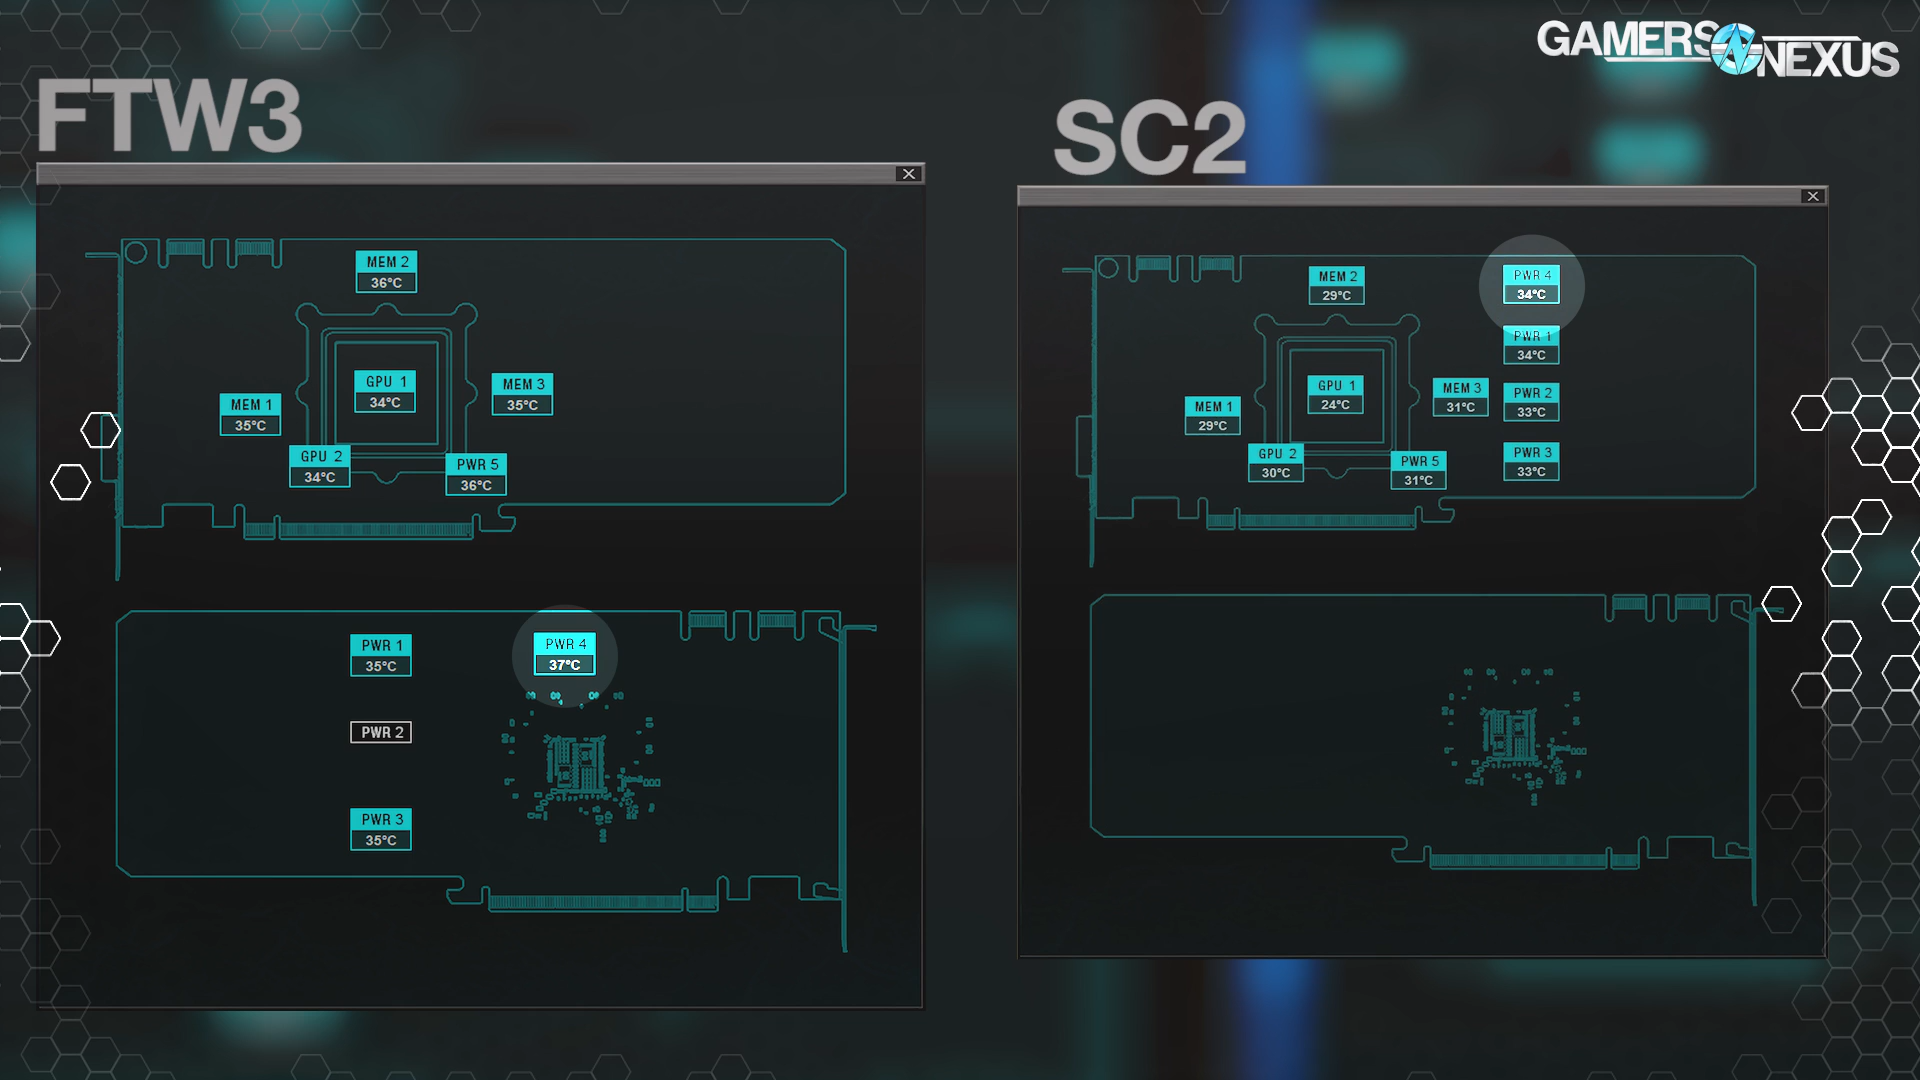 GAMERS NEXUS
FTW3
MEM 2
36°C
GPU 1
34°C
MEM 3
35°C
MEM 1
35°C
GPU 2
34°C
PWR 5
36°C
PWR 1
35°C
PWR 4
37°C
PWR 2
PWR 3
35°C
SC2
MEM 2
29°C
PWR 4
34°C
PWR 1
34°C
GPU 1
24°C
MEM 3
31°C
PWR 2
33°C
MEM 1
29°C
GPU 2
30°C
PWR 5
31°C
PWR 3
33°C